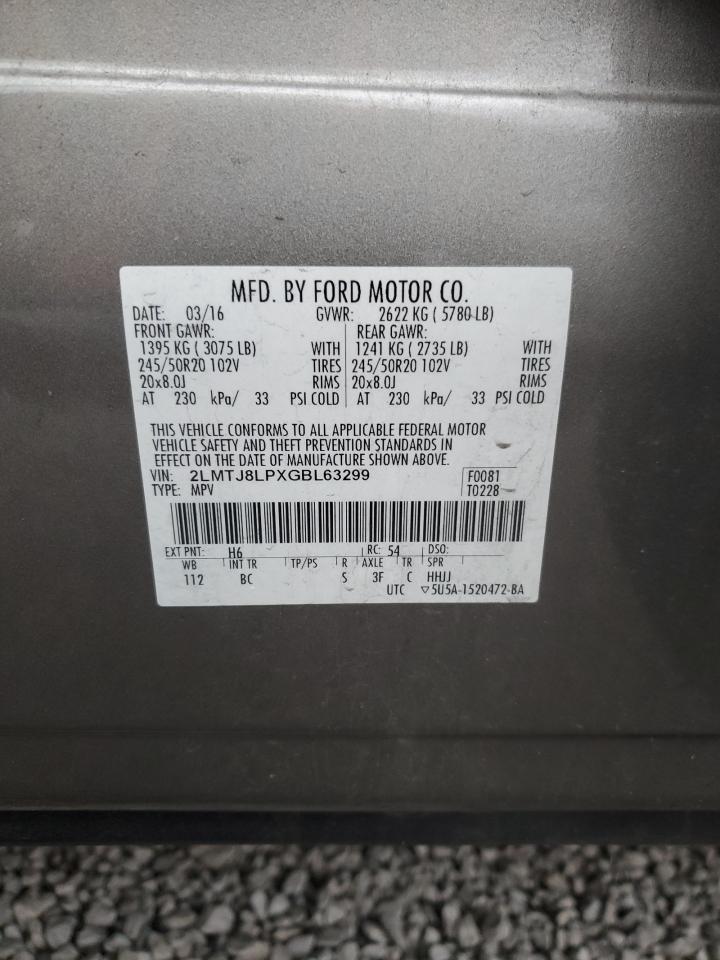 MFD. BY FORD MOTOR CO.
DATE: 03/16 GVWR: 2622 KG ( 5780 LB)
FRONT GAWR: REAR GAWR:
1395 KG ( 3075 LB) WITH 1241 KG ( 2735 LB) WITH
245/50R20 102V TIRES 245/50R20 102V TIRES
20x8.0J RIMS 20x8.0J RIMS
AT 230 kPa/ 33 PSI COLD AT 230 kPa/ 33 PSI COLD
THIS VEHICLE CONFORMS TO ALL APPLICABLE FEDERAL MOTOR
VEHICLE SAFETY AND THEFT PREVENTION STANDARDS IN
EFFECT ON THE DATE OF MANUFACTURE SHOWN ABOVE.
VIN: 2LMTJ8LPXGBL63299 F0081
TYPE: MPV T0228
EXT PNT: H6 RC: 54 DSO:
WB INT TR TP/PS R AXLE TR SPR
112 BC S 3F C HHJJ
UTC ▽5U5A-1520472-BA